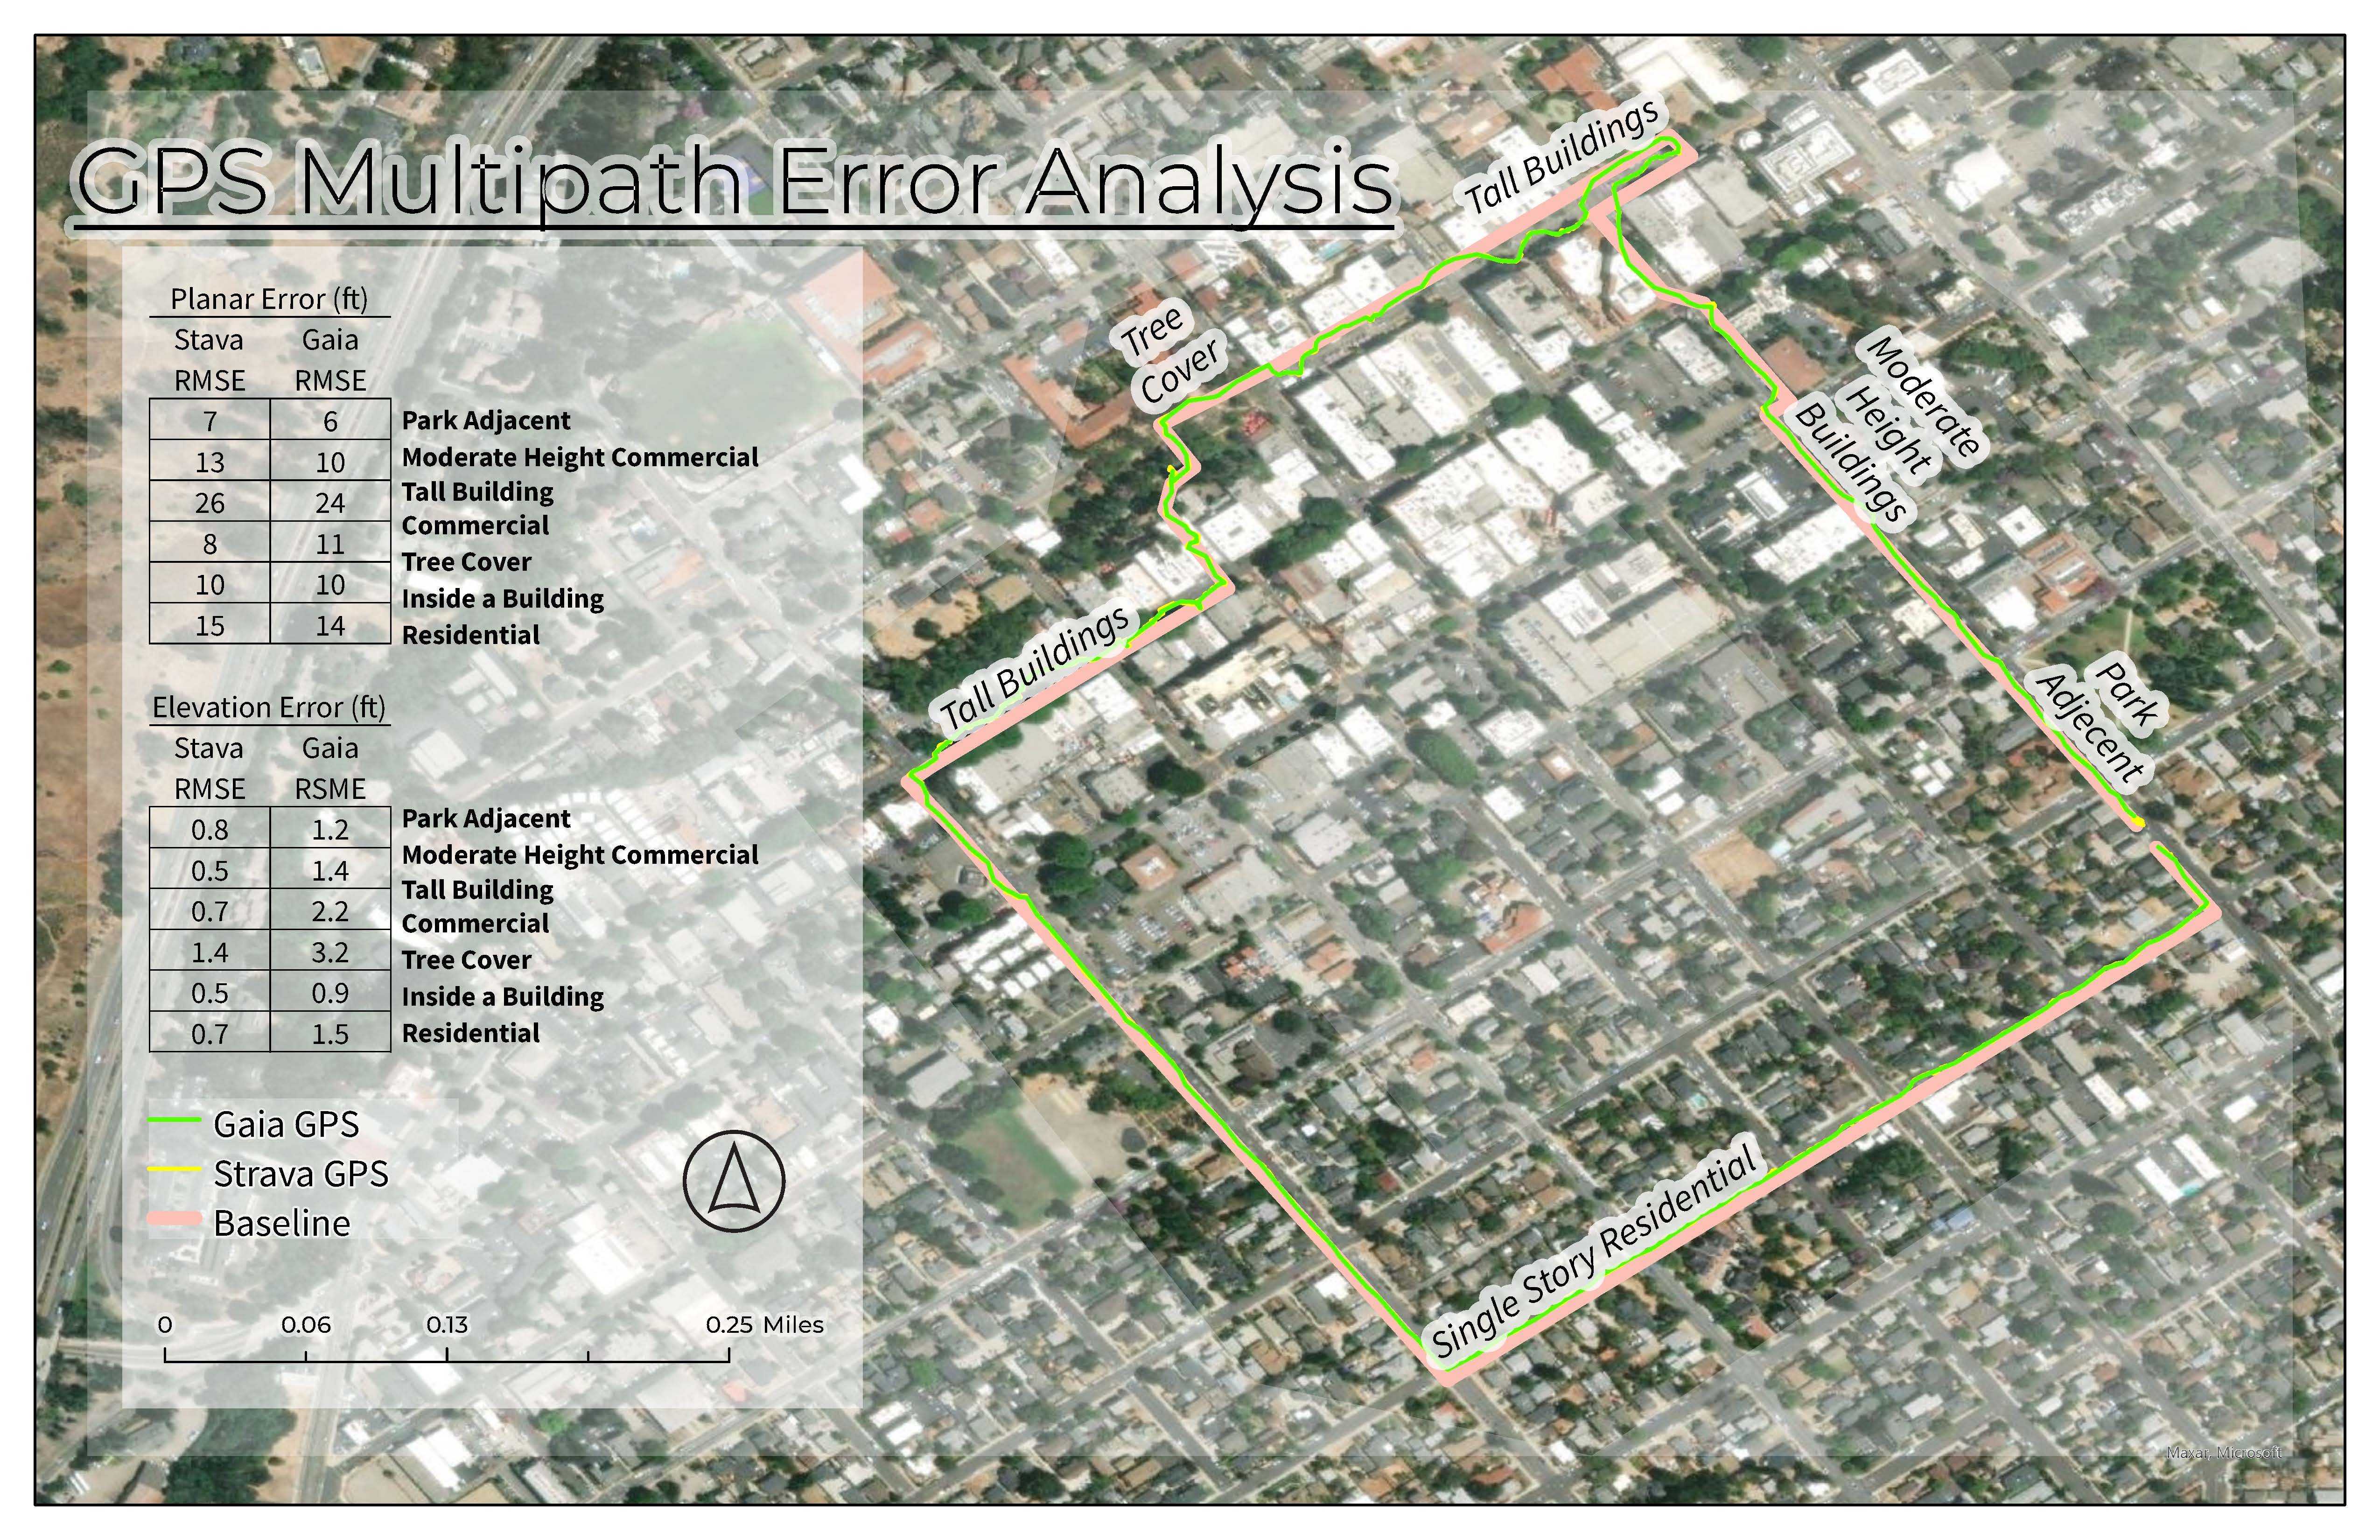 GPS Multipath Error Analysis
Planar Error (ft)
Stava Gaia
RMSE RMSE
7 6 Park Adjacent
13 10 Moderate Height Commercial
26 24 Tall Building
Commercial
8 11 Tree Cover
10 10 Inside a Building
15 14 Residential
Elevation Error (ft)
Stava Gaia
RMSE RSME
0.8 1.2 Park Adjacent
0.5 1.4 Moderate Height Commercial
0.7 2.2 Tall Building
Commercial
1.4 3.2 Tree Cover
0.5 0.9 Inside a Building
0.7 1.5 Residential
Gaia GPS
Strava GPS
Baseline
0 0.06 0.13 0.25 Miles
Tall Buildings
Tree
Cover
Moderate
Height
Buildings
Tall Buildings
Park
Adjecent
Single Story Residential
Maxar, Microsoft